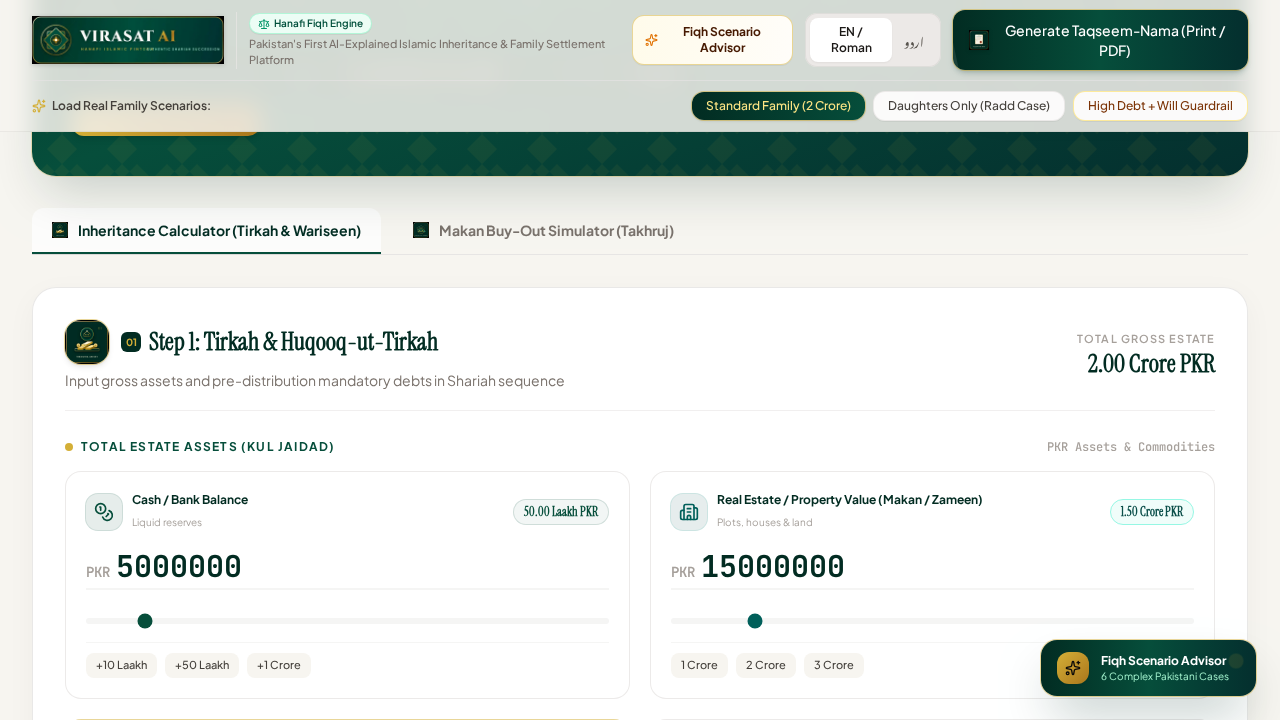 VIRASAT AI
Hanafi Fiqh Engine
Pakistan's First AI-Explained Islamic Inheritance & Family Settlement
Platform
Fiqh Scenario
Advisor
EN /
Roman
اردو
Generate Taqseem-Nama (Print /
PDF)
Load Real Family Scenarios:
Standard Family (2 Crore)
Daughters Only (Radd Case)
High Debt + Will Guardrail
Inheritance Calculator (Tirkah & Wariseen)
Makan Buy-Out Simulator (Takhruj)
01
Step 1: Tirkah & Huqooq-ut-Tirkah
Input gross assets and pre-distribution mandatory debts in Shariah sequence
TOTAL GROSS ESTATE
2.00 Crore PKR
TOTAL ESTATE ASSETS (KUL JAIDAD)
PKR Assets & Commodities
Cash / Bank Balance
Liquid reserves
50.00 Laakh PKR
PKR 5000000
+10 Laakh
+50 Laakh
+1 Crore
Real Estate / Property Value (Makan / Zameen)
Plots, houses & land
1.50 Crore PKR
PKR 15000000
1 Crore
2 Crore
3 Crore
Fiqh Scenario Advisor
6 Complex Pakistani Cases